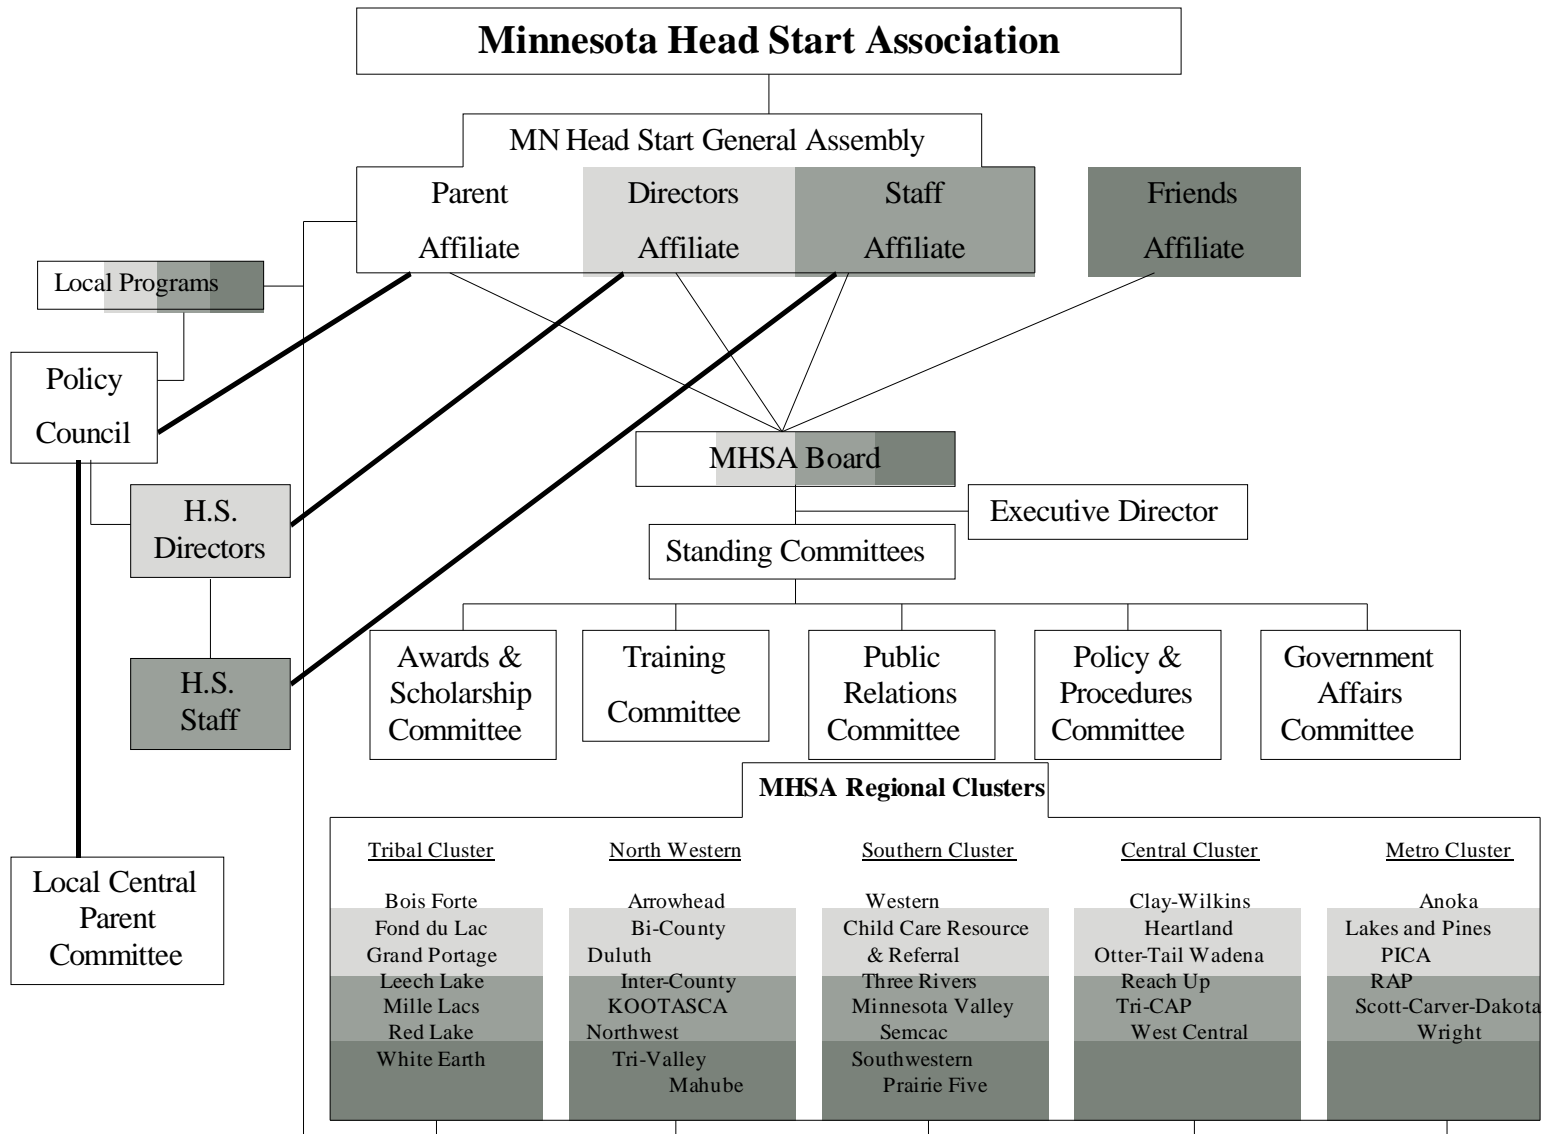 Minnesota Head Start Association
MN Head Start General Assembly
Parent
Affiliate
Directors
Affiliate
Staff
Affiliate
Friends
Affiliate
Local Programs
Policy
Council
H.S.
Directors
H.S.
Staff
Local Central
Parent
Committee
MHSA Board
Executive Director
Standing Committees
Awards &
Scholarship
Committee
Training
Committee
Public
Relations
Committee
Policy &
Procedures
Committee
Government
Affairs
Committee
MHSA Regional Clusters
Tribal Cluster
Bois Forte
Fond du Lac
Grand Portage
Leech Lake
Mille Lacs
Red Lake
White Earth
North Western
Arrowhead
Bi-County
Duluth
Inter-County
KOOTASCA
Northwest
Tri-Valley
Mahube
Southern Cluster
Western
Child Care Resource
& Referral
Three Rivers
Minnesota Valley
Semcac
Southwestern
Prairie Five
Central Cluster
Clay-Wilkins
Heartland
Otter-Tail Wadena
Reach Up
Tri-CAP
West Central
Metro Cluster
Anoka
Lakes and Pines
PICA
RAP
Scott-Carver-Dakota
Wright